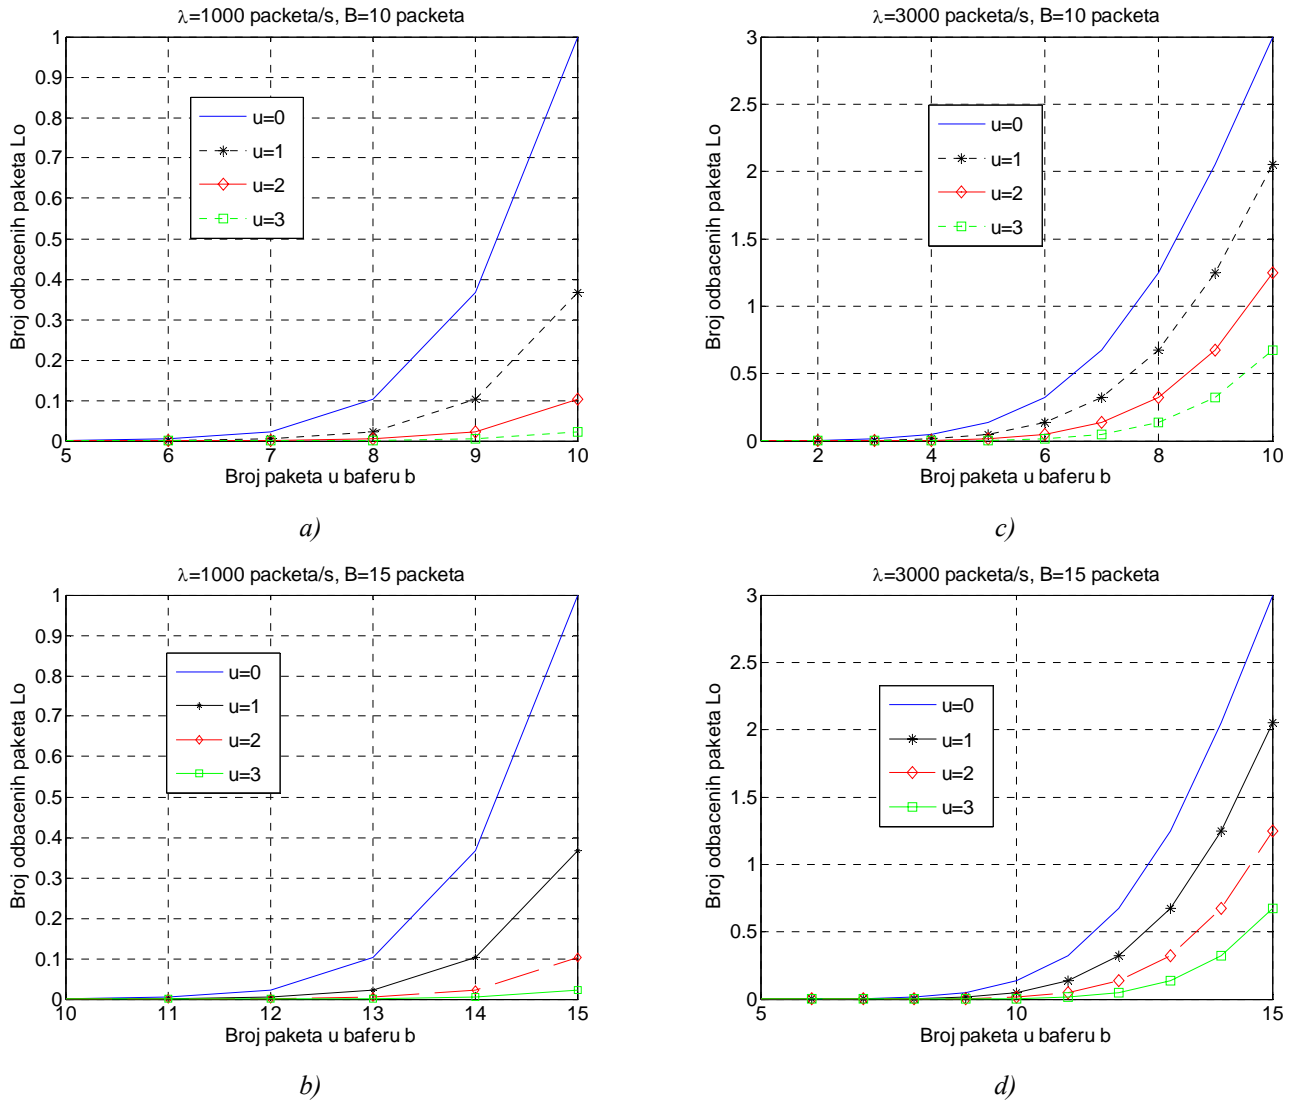 λ=1000 packeta/s, B=10 packeta
1
0.9
0.8
0.7
0.6
0.5
0.4
0.3
0.2
0.1
0
Broj odbacenih paketa Lo
u=0
u=1
u=2
u=3
5 6 7 8 9 10
Broj paketa u baferu b
a)
λ=3000 packeta/s, B=10 packeta
3
2.5
2
1.5
1
0.5
0
Broj odbacenih paketa Lo
u=0
u=1
u=2
u=3
2 4 6 8 10
Broj paketa u baferu b
c)
λ=1000 packeta/s, B=15 packeta
1
0.9
0.8
0.7
0.6
0.5
0.4
0.3
0.2
0.1
0
Broj odbacenih paketa Lo
u=0
u=1
u=2
u=3
10 11 12 13 14 15
Broj paketa u baferu b
b)
λ=3000 packeta/s, B=15 packeta
3
2.5
2
1.5
1
0.5
0
Broj odbacenih paketa Lo
u=0
u=1
u=2
u=3
5 10 15
Broj paketa u baferu b
d)